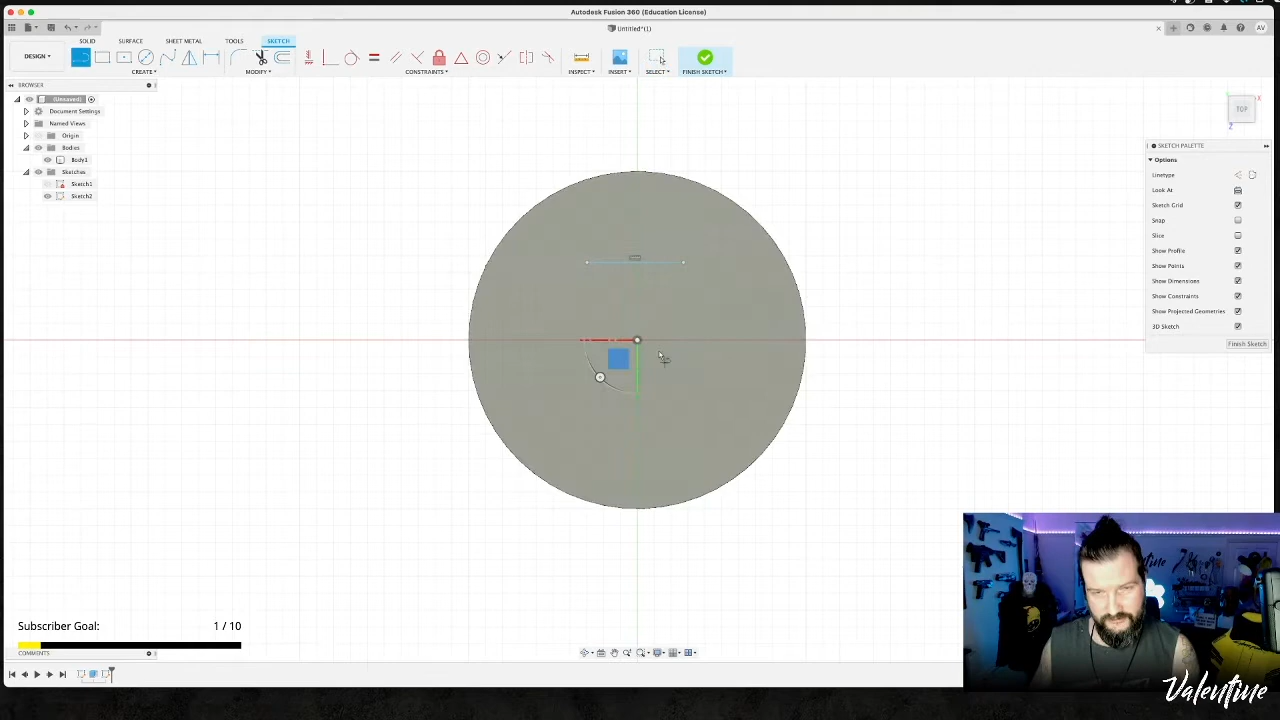 Autodesk Fusion 360 (Education License)
Untitled*(1)
AV
SOLID
SURFACE
SHEET METAL
TOOLS
SKETCH
DESIGN
CREATE
MODIFY
CONSTRAINTS
INSPECT
INSERT
SELECT
FINISH SKETCH
BROWSER
(Unsaved)
Document Settings
Named Views
Origin
Bodies
Body1
Sketches
Sketch1
Sketch2
TOP
X
Z
SKETCH PALETTE
Options
Linetype
Look At
Sketch Grid
Snap
Slice
Show Profile
Show Points
Show Dimensions
Show Constraints
Show Projected Geometries
3D Sketch
Finish Sketch
Subscriber Goal: 1 / 10
COMMENTS
Valentine